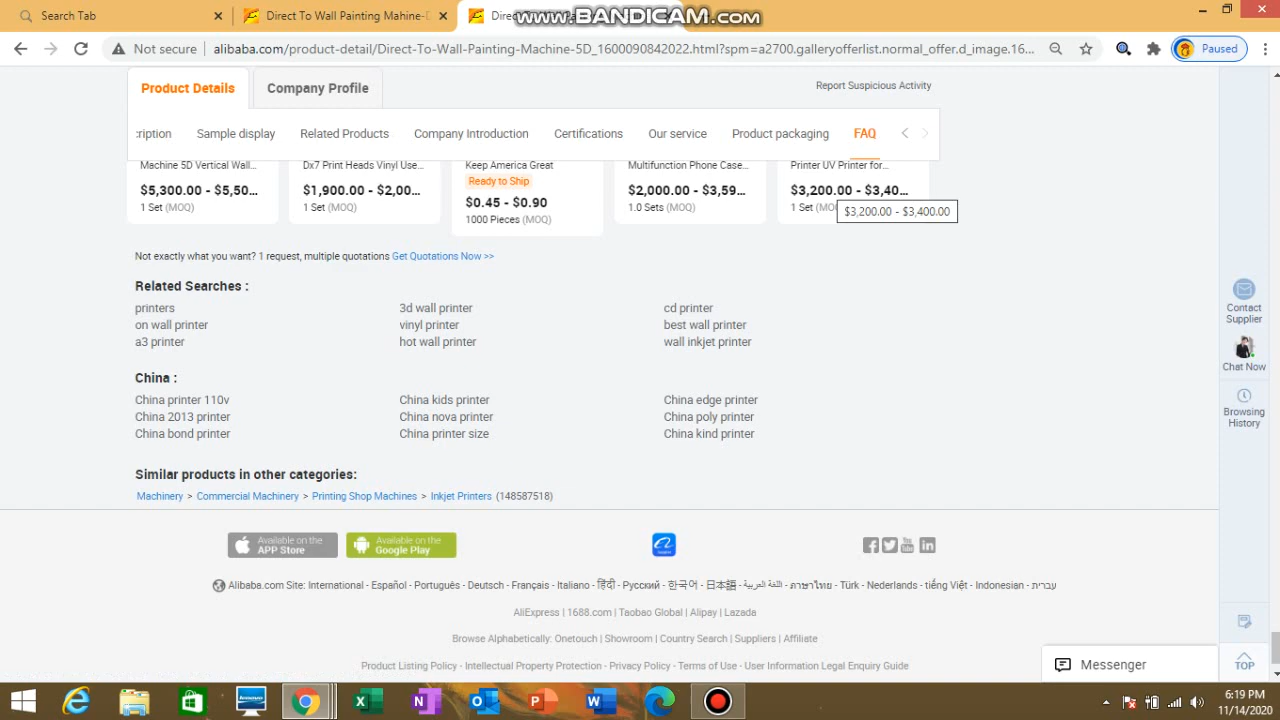 Search Tab
Direct To Wall Painting Mahine-D
www.BANDICAM.com
Not secure
alibaba.com/product-detail/Direct-To-Wall-Painting-Machine-5D_1600090842022.html?spm=a2700.galleryofferlist.normal_offer.d_image.16...
Paused
Product Details
Company Profile
Report Suspicious Activity
:ription
Sample display
Related Products
Company Introduction
Certifications
Our service
Product packaging
FAQ
Machine 5D Vertical Wall...
Dx7 Print Heads Vinyl Use...
Keep America Great
Multifunction Phone Case...
Printer UV Printer for...
Ready to Ship
$5,300.00 - $5,50...
$1,900.00 - $2,00...
$0.45 - $0.90
$2,000.00 - $3,59...
$3,200.00 - $3,40...
1 Set (MOQ)
1 Set (MOQ)
1000 Pieces (MOQ)
1.0 Sets (MOQ)
1 Set (MO
$3,200.00 - $3,400.00
Not exactly what you want? 1 request, multiple quotations Get Quotations Now >>
Related Searches :
printers
3d wall printer
cd printer
on wall printer
vinyl printer
best wall printer
a3 printer
hot wall printer
wall inkjet printer
China :
China printer 110v
China kids printer
China edge printer
China 2013 printer
China nova printer
China poly printer
China bond printer
China printer size
China kind printer
Similar products in other categories:
Machinery > Commercial Machinery > Printing Shop Machines > Inkjet Printers (148587518)
Contact Supplier
Chat Now
Browsing History
Available on the
APP Store
Available on the
Google Play
Alibaba.com Site: International - Español - Português - Deutsch - Français - Italiano - हिंदी - Русский - 한국어 - 日本語 - اللغة العربية - ภาษาไทย - Türk - Nederlands - tiếng Việt - Indonesian - עברית
AliExpress | 1688.com | Taobao Global | Alipay | Lazada
Browse Alphabetically: Onetouch | Showroom | Country Search | Suppliers | Affiliate
Product Listing Policy - Intellectual Property Protection - Privacy Policy - Terms of Use - User Information Legal Enquiry Guide
Messenger
TOP
6:19 PM
11/14/2020